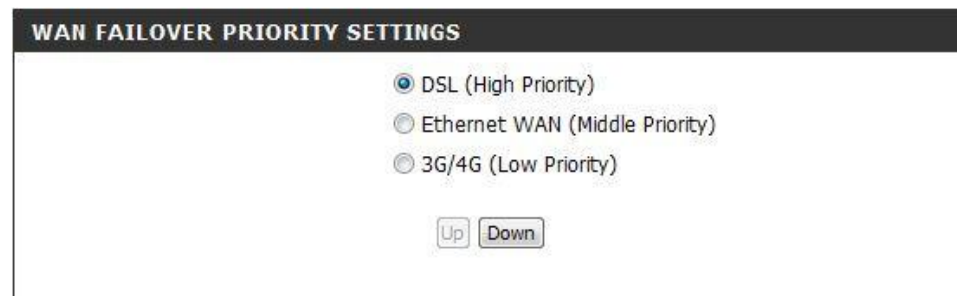 WAN FAILOVER PRIORITY SETTINGS
DSL (High Priority)
Ethernet WAN (Middle Priority)
3G/4G (Low Priority)
Up Down